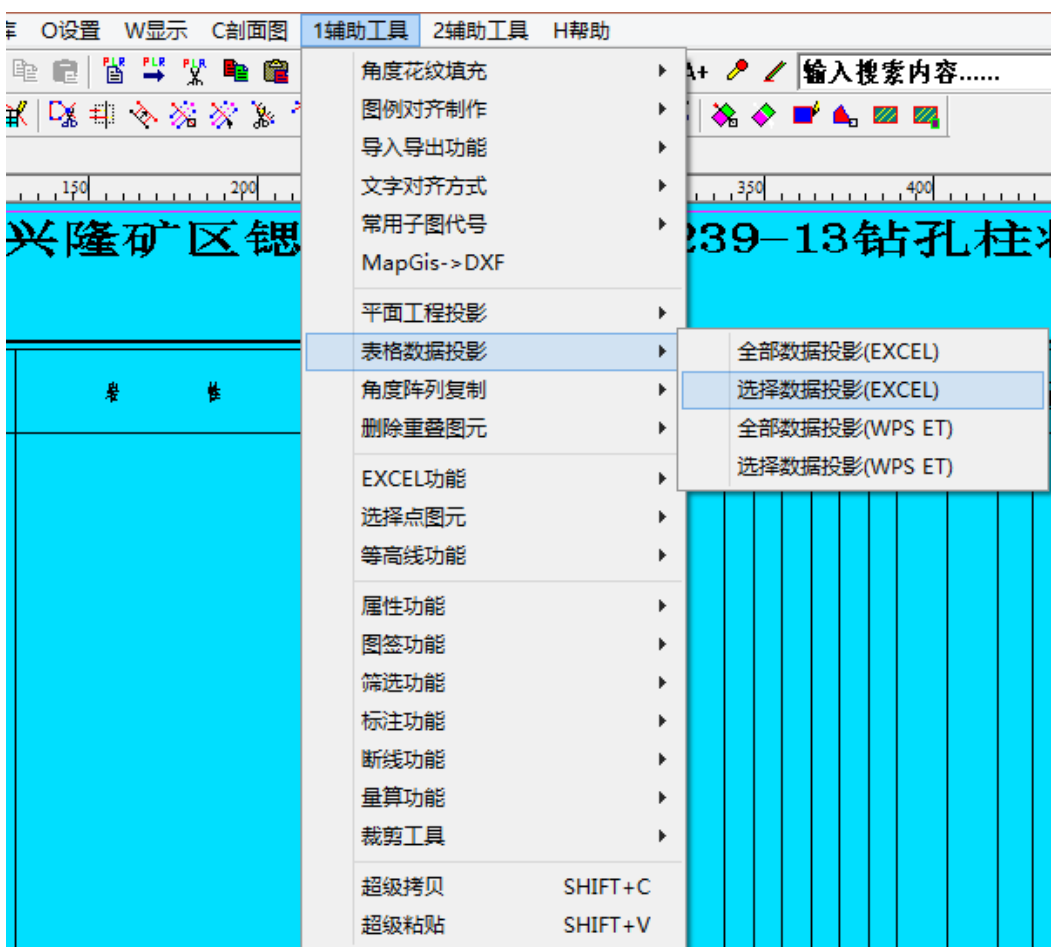 库 O设置 W显示 C剖面图 1辅助工具 2辅助工具 H帮助
A+ 输入搜索内容......
150 200 350 400
兴隆矿区锶 239-13钻孔柱状
岩 性
角度花纹填充
图例对齐制作
导入导出功能
文字对齐方式
常用子图代号
MapGis->DXF
平面工程投影
表格数据投影
角度阵列复制
删除重叠图元
EXCEL功能
选择点图元
等高线功能
属性功能
图签功能
筛选功能
标注功能
断线功能
量算功能
裁剪工具
超级拷贝 SHIFT+C
超级粘贴 SHIFT+V
全部数据投影(EXCEL)
选择数据投影(EXCEL)
全部数据投影(WPS ET)
选择数据投影(WPS ET)